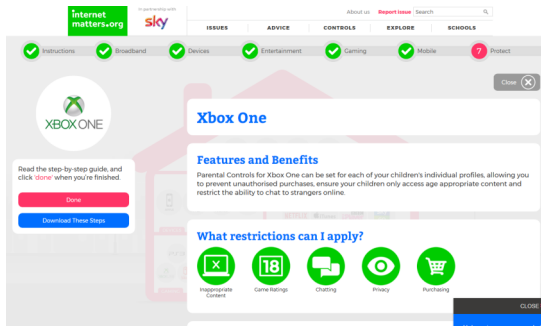 internet
matters.org
in partnership with
sky
About us
Report issue
Search
ISSUES
ADVICE
CONTROLS
EXPLORE
SCHOOLS
Instructions
Broadband
Devices
Entertainment
Gaming
Mobile
7
Protect
Close
XBOX ONE
Read the step-by-step guide, and
click 'done' when you're finished.
Done
Download These Steps
Xbox One
Features and Benefits
Parental Controls for Xbox One can be set for each of your children's individual profiles, allowing you
to prevent unauthorised purchases, ensure your children only access age appropriate content and
restrict the ability to chat to strangers online.
What restrictions can I apply?
18
Inappropriate
Content
Game Ratings
Chatting
Privacy
Purchasing
CLOSE